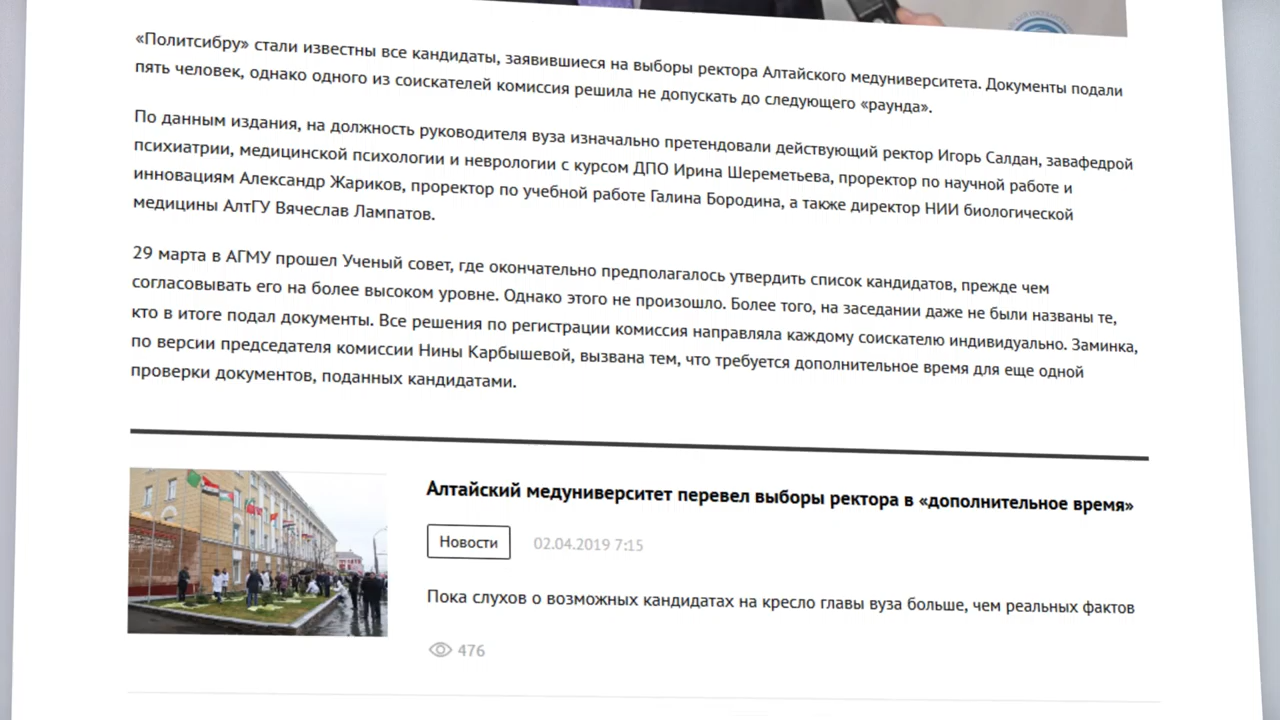 «Политсибру» стали известны все кандидаты, заявившиеся на выборы ректора Алтайского медуниверситета. Документы подали
пять человек, однако одного из соискателей комиссия решила не допускать до следующего «раунда».
По данным издания, на должность руководителя вуза изначально претендовали действующий ректор Игорь Салдан, завафедрой
психиатрии, медицинской психологии и неврологии с курсом ДПО Ирина Шереметьева, проректор по научной работе и
инновациям Александр Жариков, проректор по учебной работе Галина Бородина, а также директор НИИ биологической
медицины АлтГУ Вячеслав Лампатов.
29 марта в АГМУ прошел Ученый совет, где окончательно предполагалось утвердить список кандидатов, прежде чем
согласовывать его на более высоком уровне. Однако этого не произошло. Более того, на заседании даже не были названы те,
кто в итоге подал документы. Все решения по регистрации комиссия направляла каждому соискателю индивидуально. Заминка,
по версии председателя комиссии Нины Карбышевой, вызвана тем, что требуется дополнительное время для еще одной
проверки документов, поданных кандидатами.
Алтайский медуниверситет перевел выборы ректора в «дополнительное время»
Новости 02.04.2019 7:15
Пока слухов о возможных кандидатах на кресло главы вуза больше, чем реальных фактов
476